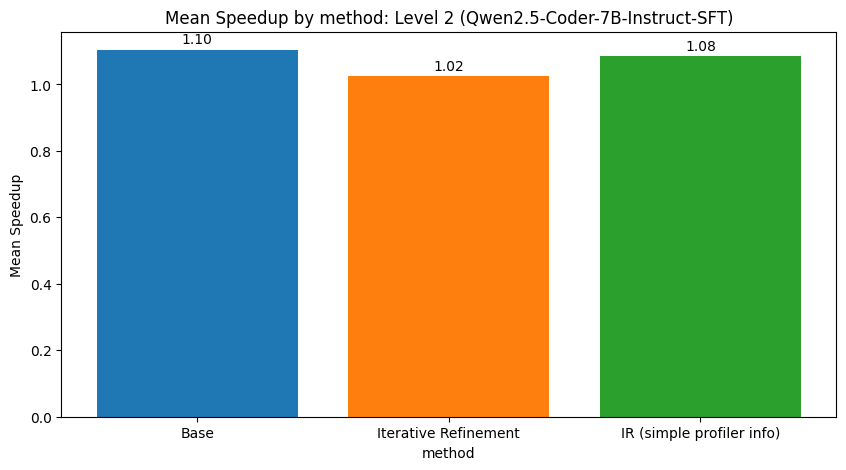 Mean Speedup by method: Level 2 (Qwen2.5-Coder-7B-Instruct-SFT)
1.10
1.02
1.08
Mean Speedup
1.0
0.8
0.6
0.4
0.2
0.0
Base
Iterative Refinement
IR (simple profiler info)
method